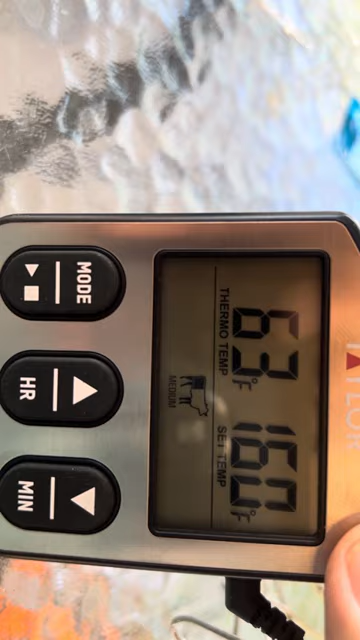 TAYLOR
63°F 160°F
THERMO TEMP SET TEMP
MEDIUM
MODE
HR MIN